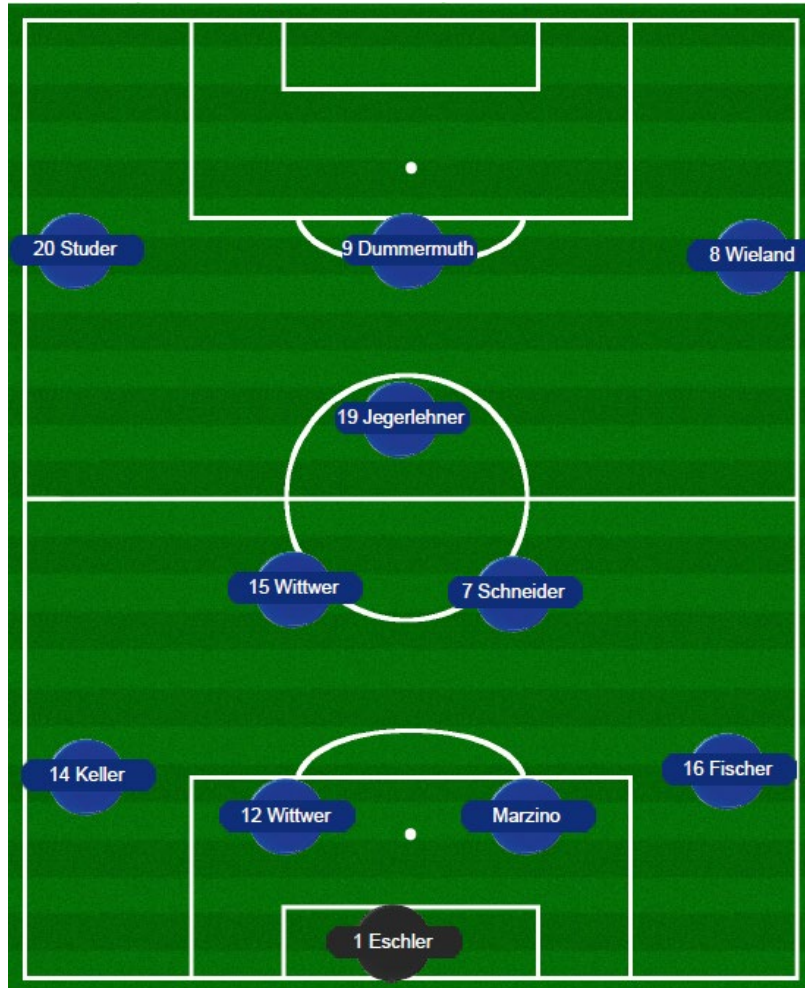 20 Studer
9 Dummermuth
8 Wieland
19 Jegerlehner
15 Wittwer
7 Schneider
14 Keller
16 Fischer
12 Wittwer
Marzino
1 Eschler